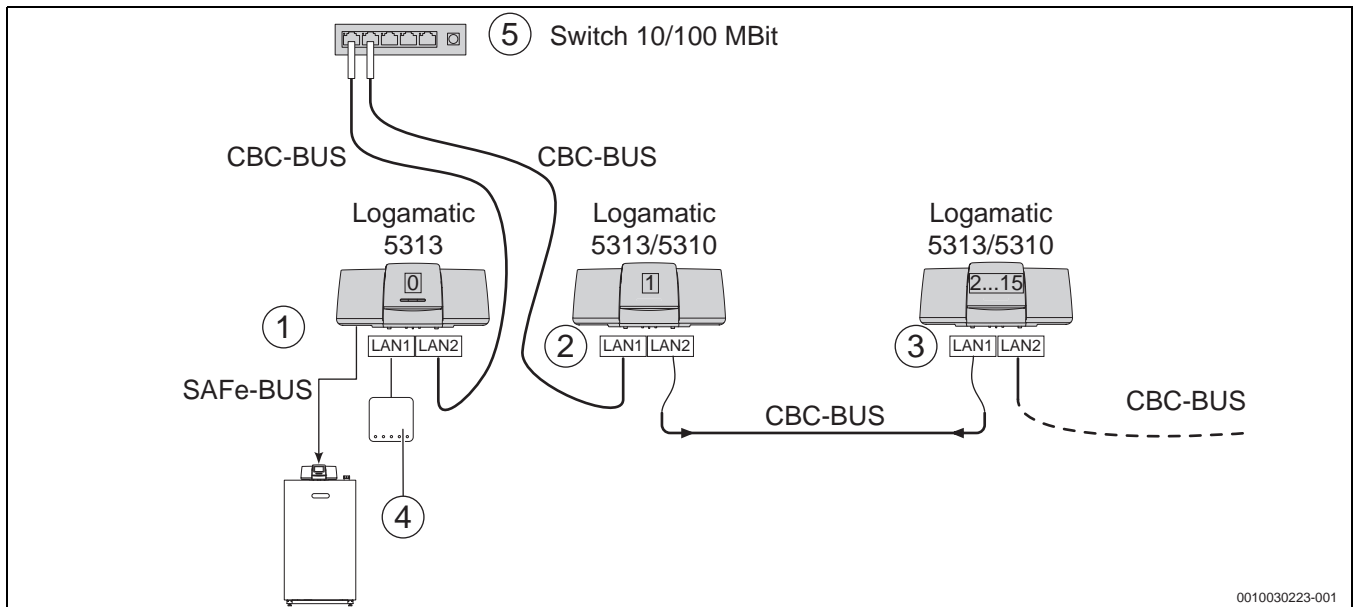 5 Switch 10/100 MBit
CBC-BUS
CBC-BUS
Logamatic
5313
Logamatic
5313/5310
Logamatic
5313/5310
0
1
2...15
1
LAN1 LAN2
2
LAN1 LAN2
3
LAN1 LAN2
SAFe-BUS
CBC-BUS
CBC-BUS
4
0010030223-001